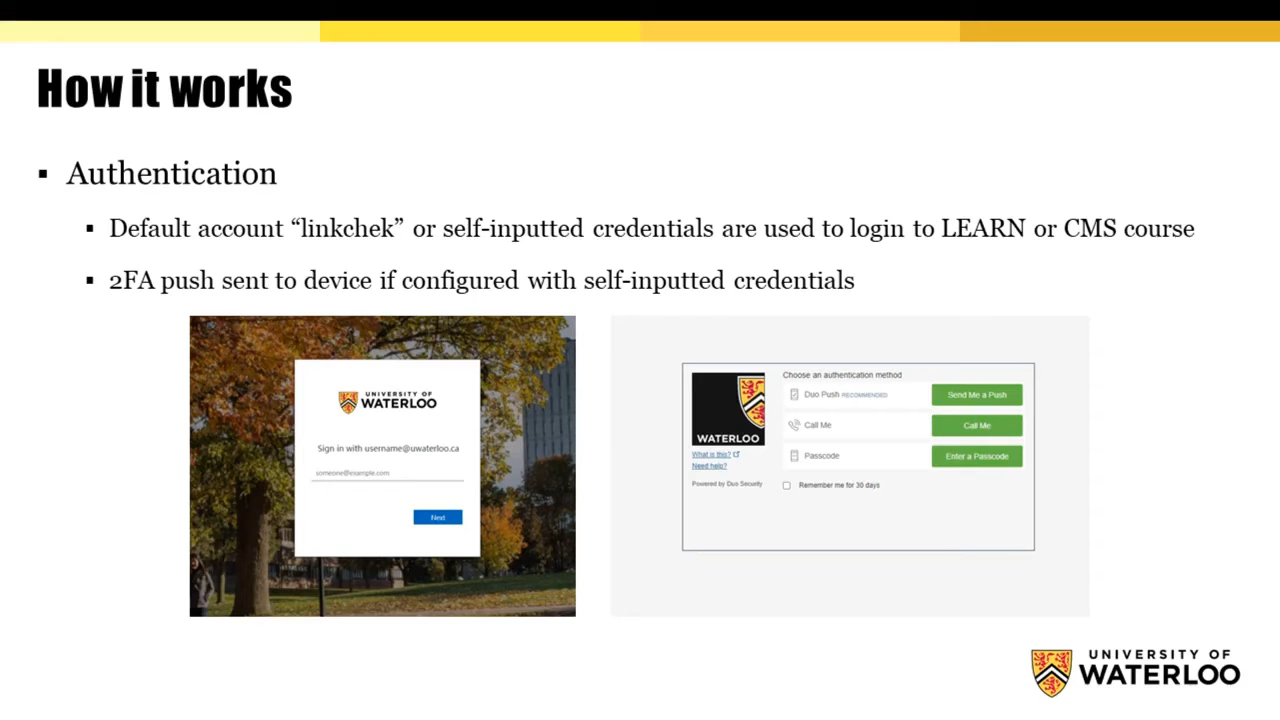 How it works
Authentication
Default account “linkchek” or self-inputted credentials are used to login to LEARN or CMS course
2FA push sent to device if configured with self-inputted credentials
UNIVERSITY OF
WATERLOO
Sign in with username@uwaterloo.ca
someone@example.com
Next
Choose an authentication method
Duo Push RECOMMENDED
Send Me a Push
Call Me
Call Me
Passcode
Enter a Passcode
Remember me for 30 days
WATERLOO
What is this?
Need help?
Powered by Duo Security
UNIVERSITY OF
WATERLOO